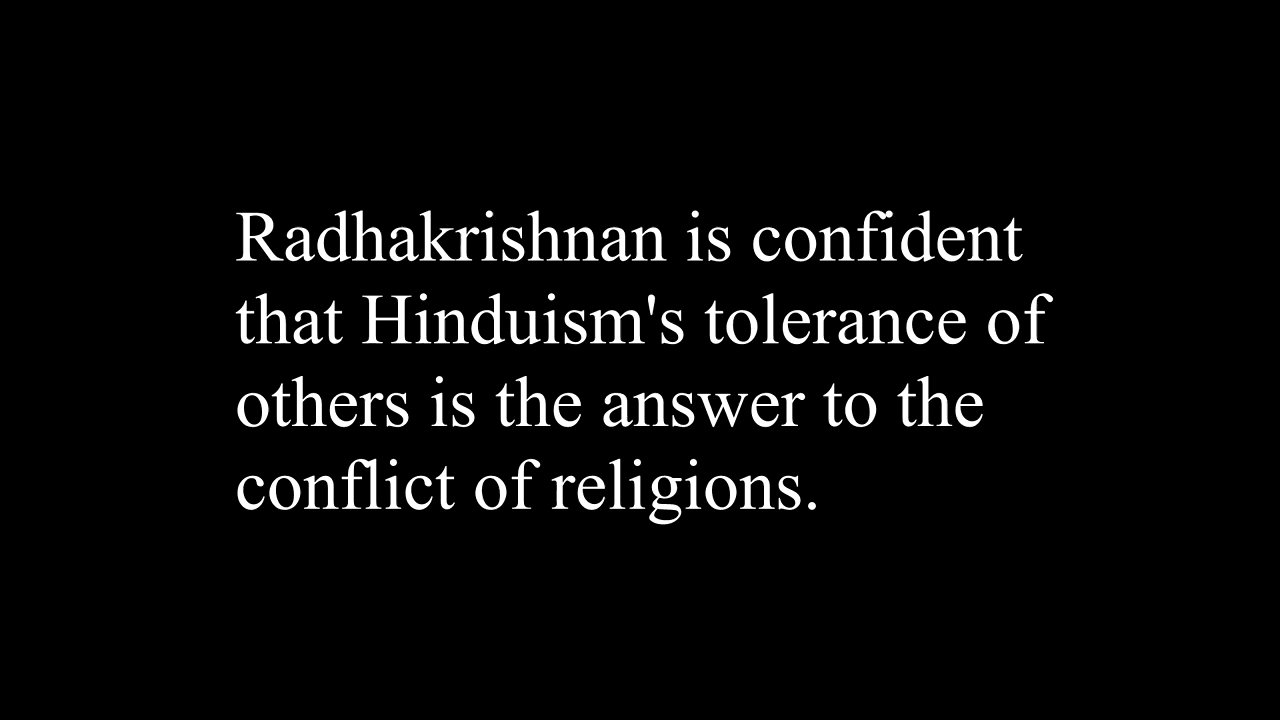 Radhakrishnan is confident
that Hinduism's tolerance of
others is the answer to the
conflict of religions.